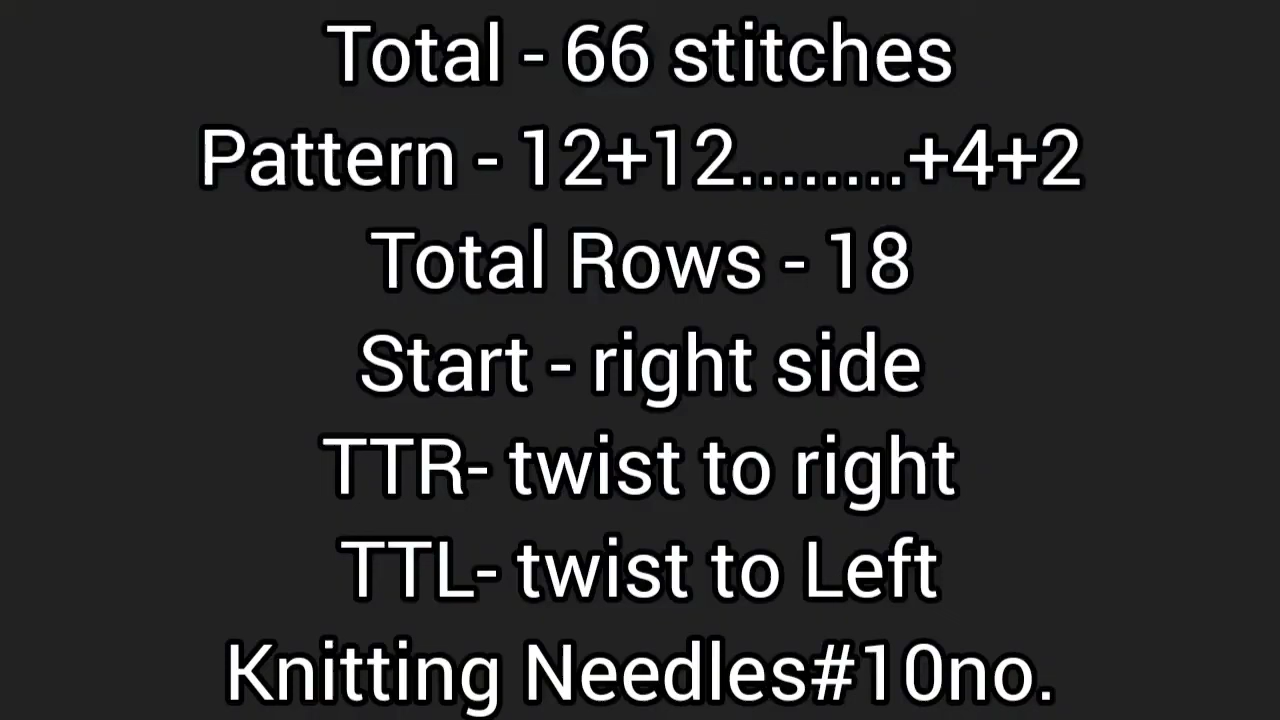 Total - 66 stitches
Pattern - 12+12........+4+2
Total Rows - 18
Start - right side
TTR- twist to right
TTL- twist to Left
Knitting Needles#10no.